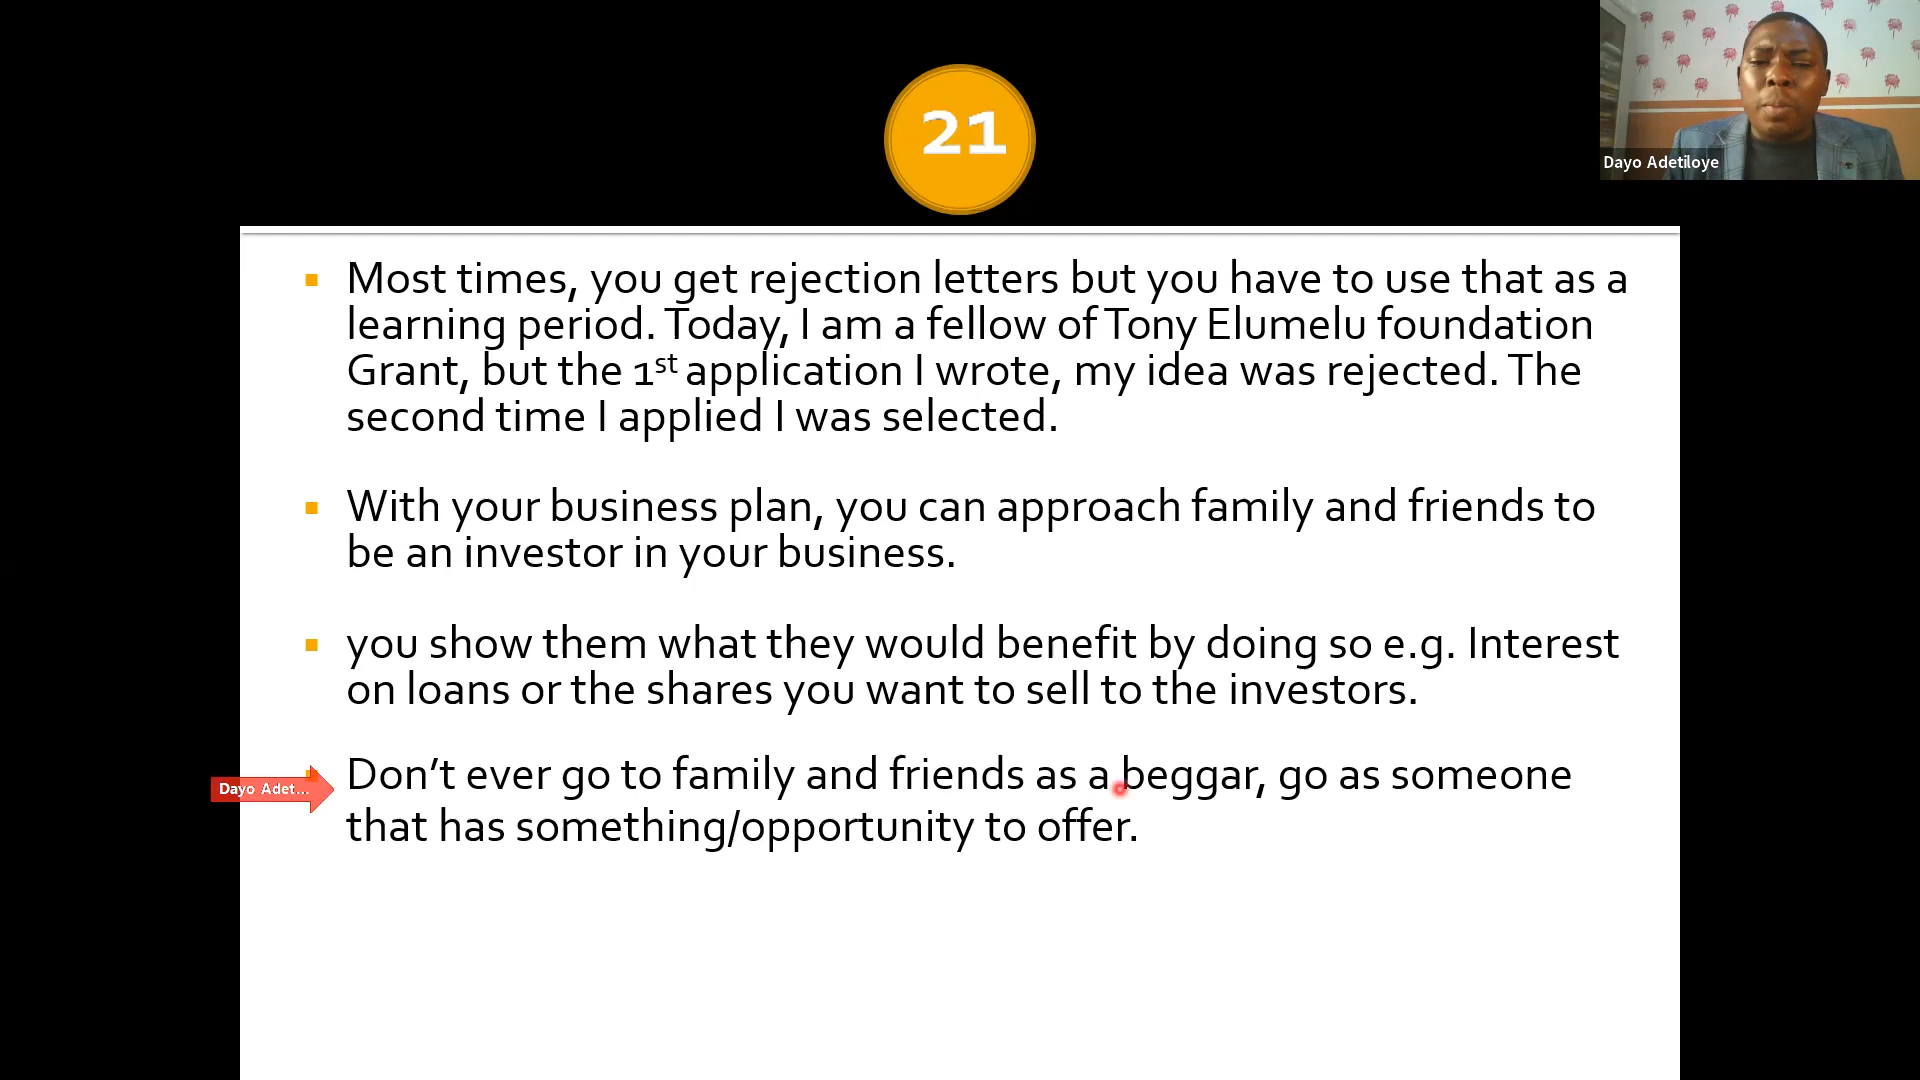 21
Dayo Adetiloye
Most times, you get rejection letters but you have to use that as a
learning period. Today, I am a fellow of Tony Elumelu foundation
Grant, but the 1st application I wrote, my idea was rejected. The
second time I applied I was selected.
With your business plan, you can approach family and friends to
be an investor in your business.
you show them what they would benefit by doing so e.g. Interest
on loans or the shares you want to sell to the investors.
Dayo Adet...
Don’t ever go to family and friends as a beggar, go as someone
that has something/opportunity to offer.